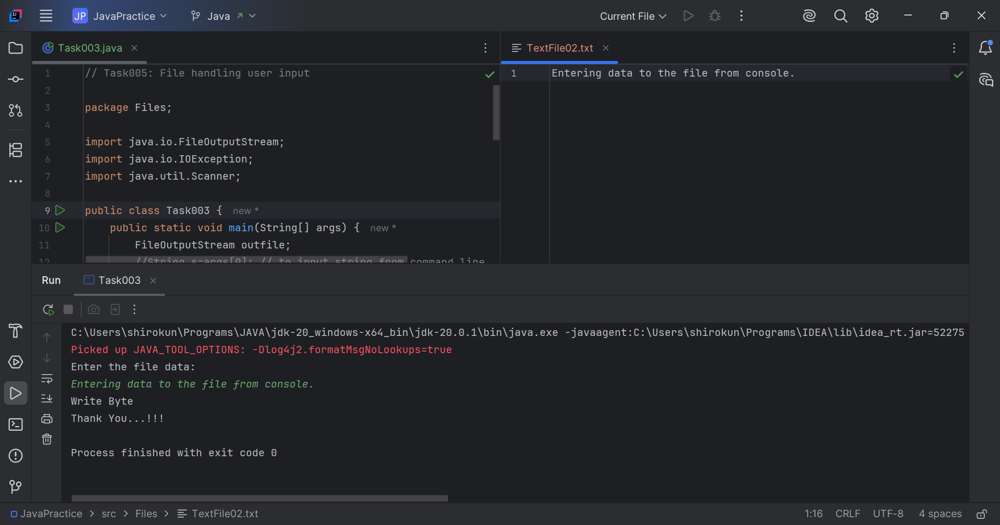 JP JavaPractice Java Current File
Task003.java
TextFile02.txt
1 // Task005: File handling user input
2
3 package Files;
4
5 import java.io.FileOutputStream;
6 import java.io.IOException;
7 import java.util.Scanner;
8
9 public class Task003 { new *
10 public static void main(String[] args) { new *
11 FileOutputStream outfile;
12 //String s=args[0]; // to input string from command line
1 Entering data to the file from console.
Run Task003
C:\Users\shirokun\Programs\JAVA\jdk-20_windows-x64_bin\jdk-20.0.1\bin\java.exe -javaagent:C:\Users\shirokun\Programs\IDEA\lib\idea_rt.jar=52275
Picked up JAVA_TOOL_OPTIONS: -Dlog4j2.formatMsgNoLookups=true
Enter the file data:
Entering data to the file from console.
Write Byte
Thank You...!!!
Process finished with exit code 0
JavaPractice > src > Files > TextFile02.txt 1:16 CRLF UTF-8 4 spaces